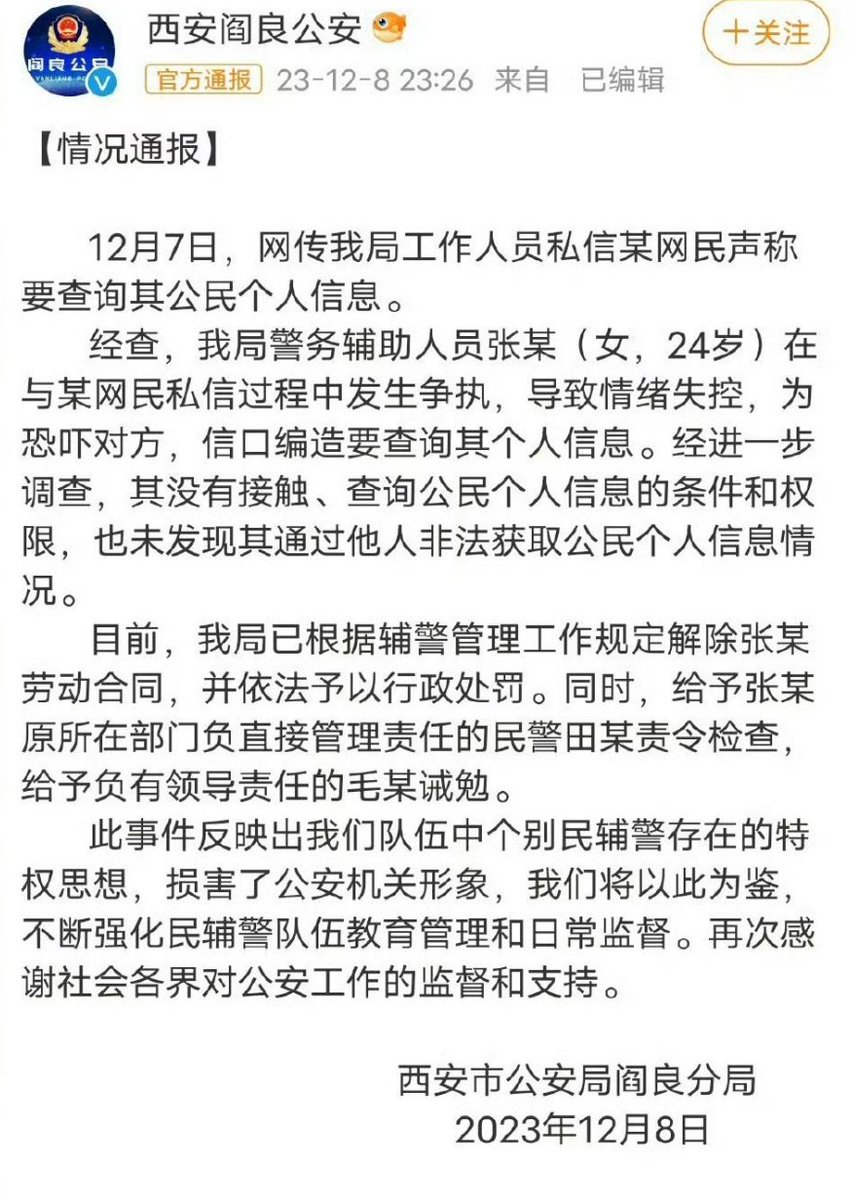 西安阎良公安
+关注
阎良公安
官方通报 23-12-8 23:26 来自 已编辑
【情况通报】
12月7日，网传我局工作人员私信某网民声称
要查询其公民个人信息。
经查，我局警务辅助人员张某（女，24岁）在
与某网民私信过程中发生争执，导致情绪失控，为
恐吓对方，信口编造要查询其个人信息。经进一步
调查，其没有接触、查询公民个人信息的条件和权
限，也未发现其通过他人非法获取公民个人信息情
况。
目前，我局已根据辅警管理工作规定解除张某
劳动合同，并依法予以行政处罚。同时，给予张某
原所在部门负直接管理责任的民警田某责令检查，
给予负有领导责任的毛某诫勉。
此事件反映出我们队伍中个别民辅警存在的特
权思想，损害了公安机关形象，我们将以此为鉴，
不断强化民辅警队伍教育管理和日常监督。再次感
谢社会各界对公安工作的监督和支持。
西安市公安局阎良分局
2023年12月8日